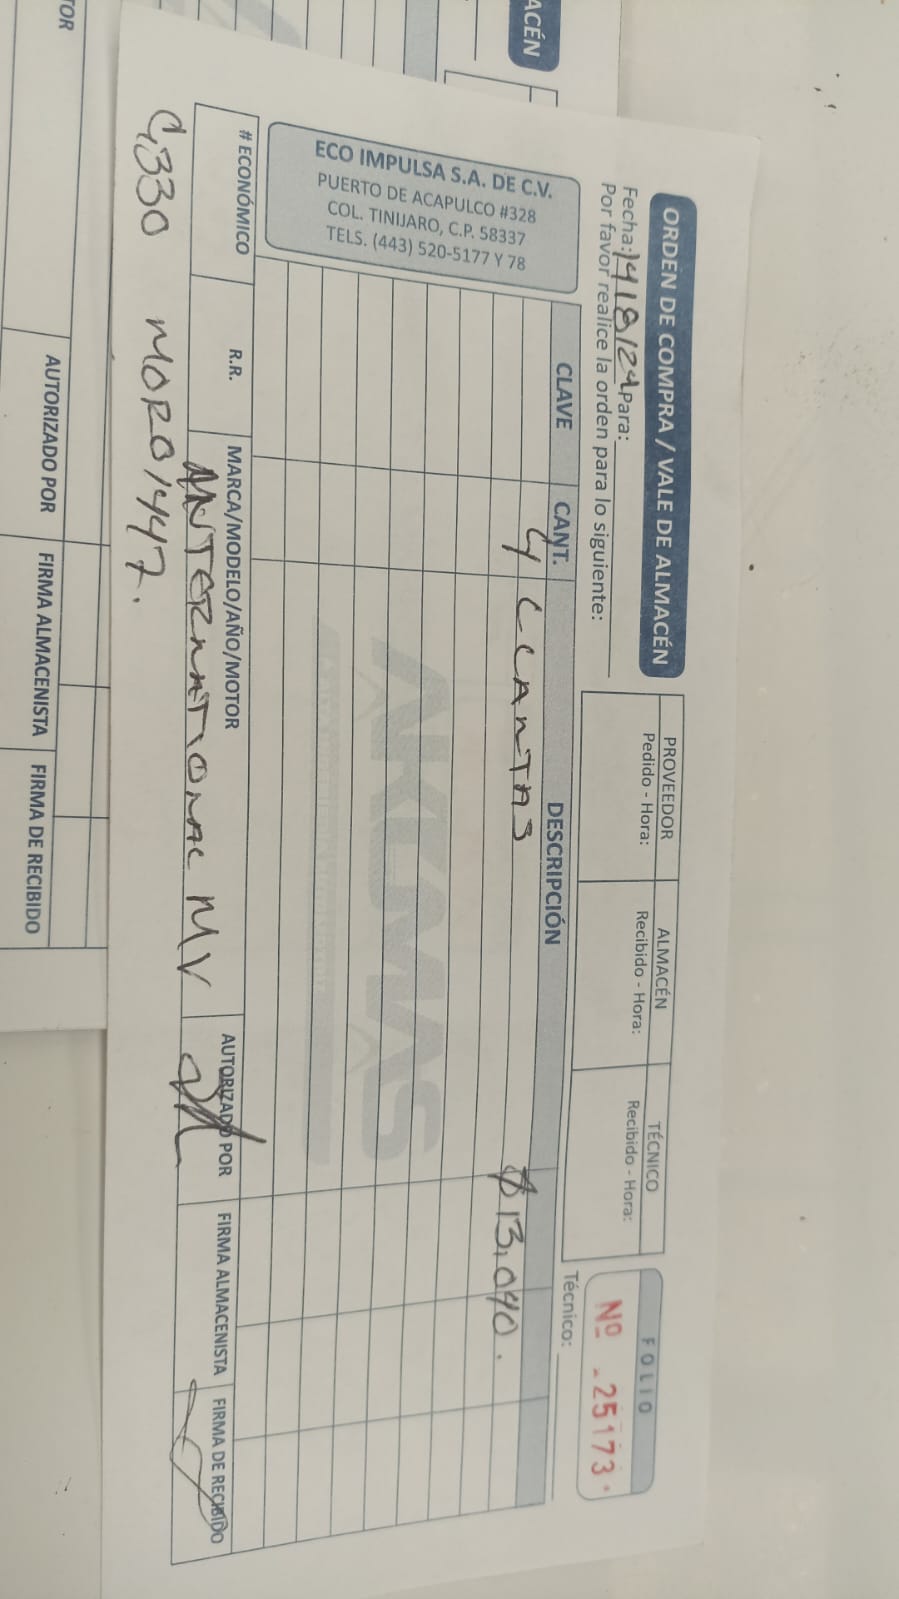 ORDEN DE COMPRA / VALE DE ALMACÉN
Fecha: 14/8/24 Para:
Por favor realice la orden para lo siguiente:
PROVEEDOR
Pedido - Hora:
ALMACÉN
Recibido - Hora:
TÉCNICO
Recibido - Hora:
FOLIO
Nº 25173
Técnico:
ECO IMPULSA S.A. DE C.V.
PUERTO DE ACAPULCO #328
COL. TINIJARO, C.P. 58337
TELS. (443) 520-5177 Y 78
CLAVE CANT. DESCRIPCIÓN
4 LLANTAS $13,040.
AKUMAS
# ECONÓMICO R.R. MARCA/MODELO/AÑO/MOTOR AUTORIZADO POR FIRMA ALMACENISTA FIRMA DE RECIBIDO
INTERNATIONAL MV
G330 MORO1447.
ACÉN
TOR AUTORIZADO POR FIRMA ALMACENISTA FIRMA DE RECIBIDO